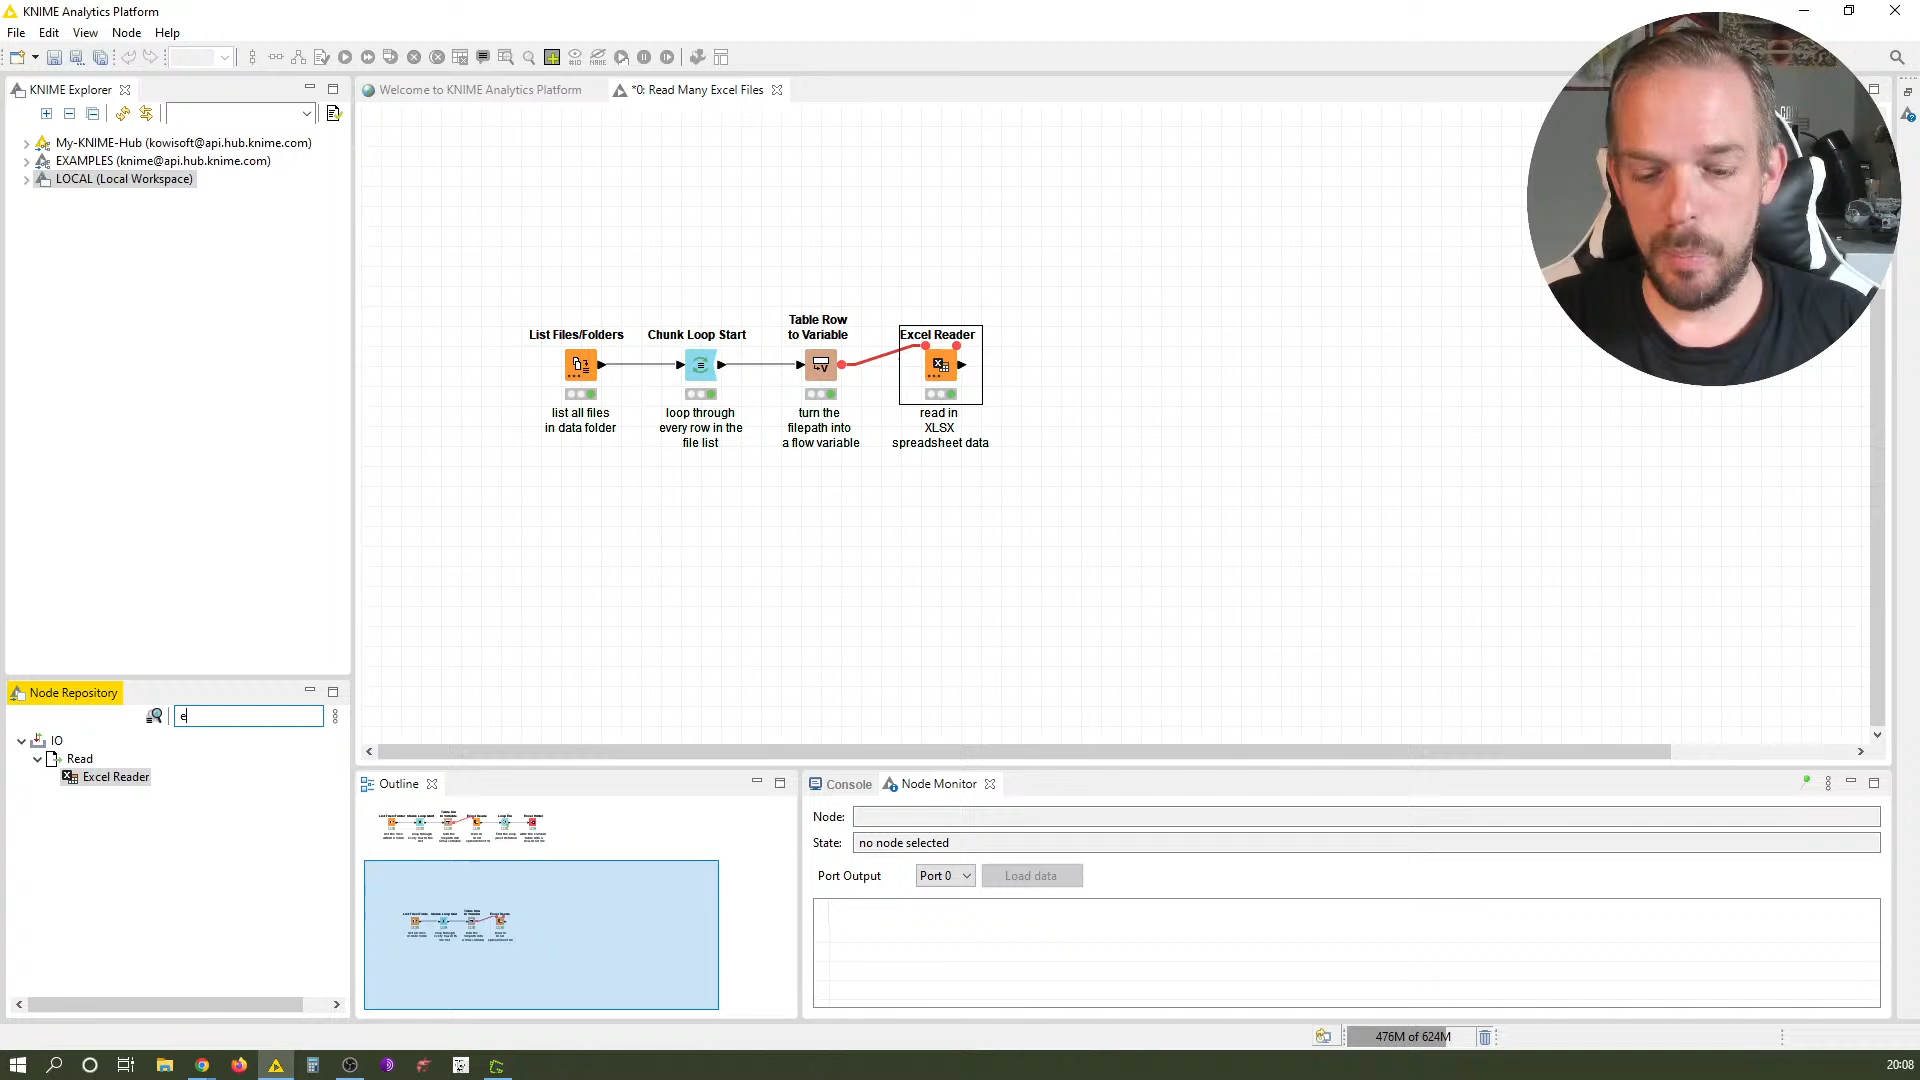 KNIME Analytics Platform
File Edit View Node Help
KNIME Explorer
Welcome to KNIME Analytics Platform
*0: Read Many Excel Files
My-KNIME-Hub (kowisoft@api.hub.knime.com)
EXAMPLES (knime@api.hub.knime.com)
LOCAL (Local Workspace)
List Files/Folders
Chunk Loop Start
Table Row
to Variable
Excel Reader
list all files
in data folder
loop through
every row in the
file list
turn the
filepath into
a flow variable
read in
XLSX
spreadsheet data
Node Repository
e
IO
Read
Excel Reader
Outline
Console
Node Monitor
Node:
State:
no node selected
Port Output
Port 0
Load data
476M of 624M
20:08